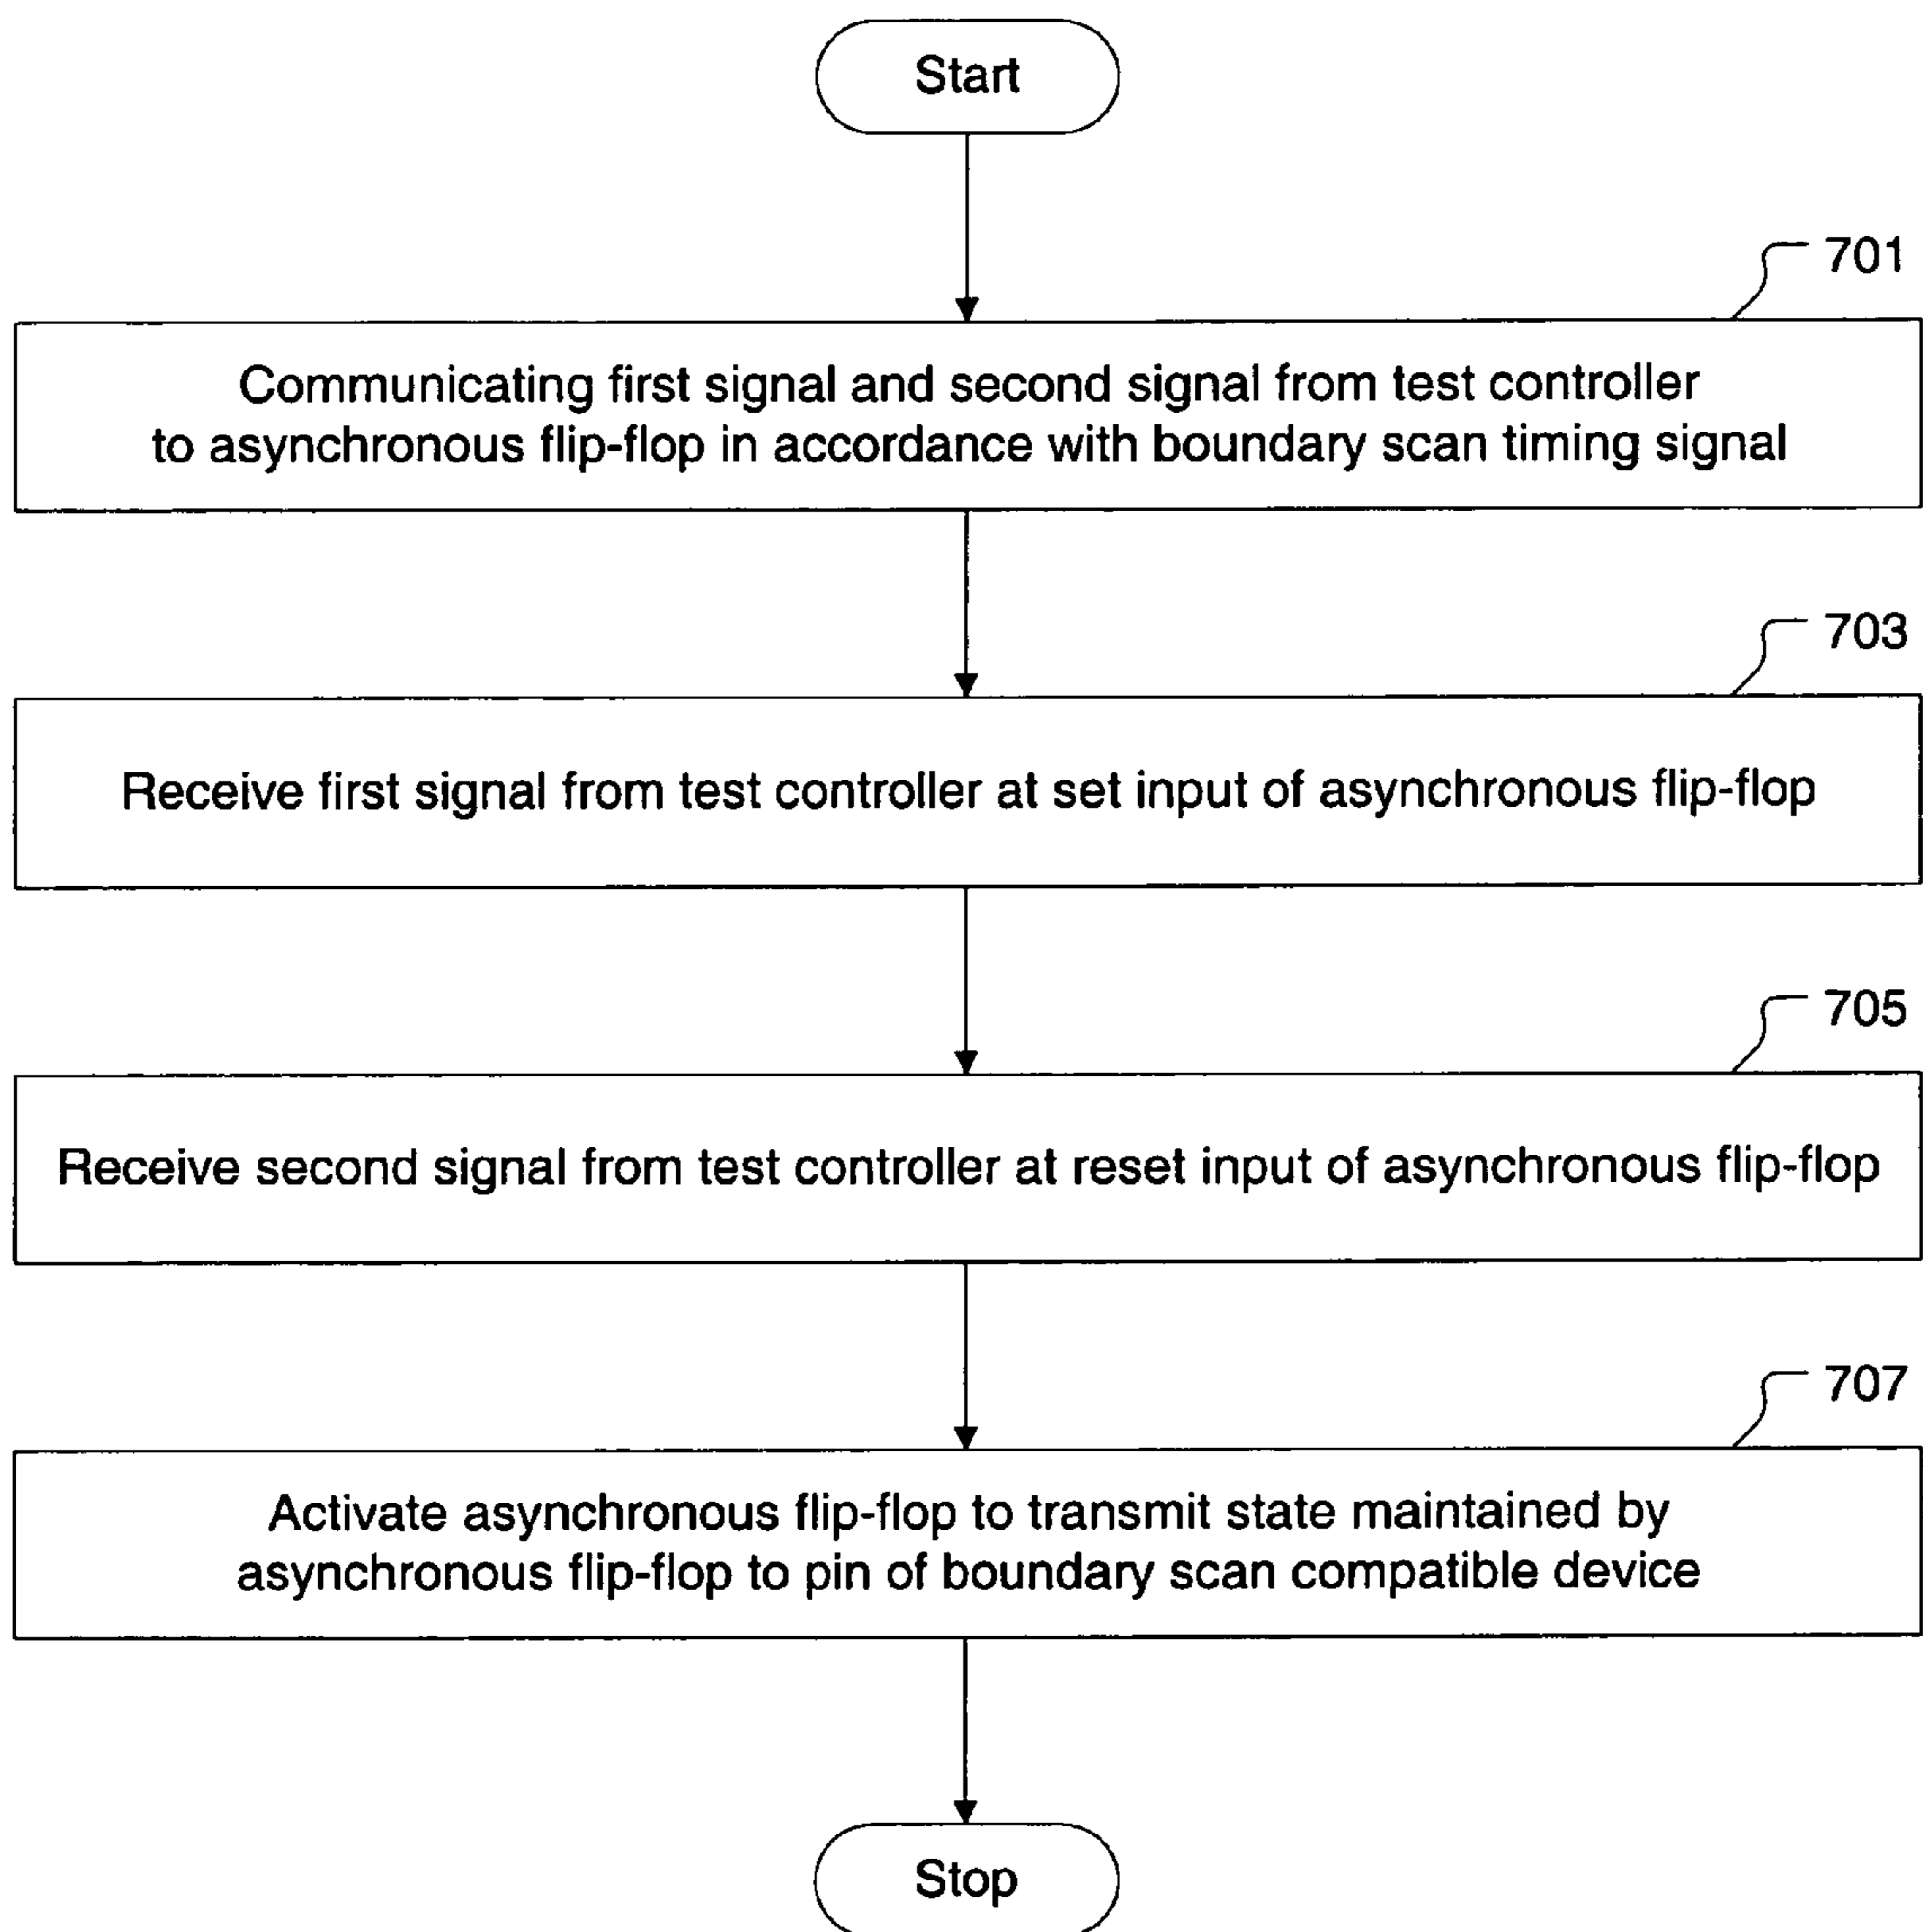 Start
701
Communicating first signal and second signal from test controller
to asynchronous flip-flop in accordance with boundary scan timing signal
703
Receive first signal from test controller at set input of asynchronous flip-flop
705
Receive second signal from test controller at reset input of asynchronous flip-flop
707
Activate asynchronous flip-flop to transmit state maintained by
asynchronous flip-flop to pin of boundary scan compatible device
Stop